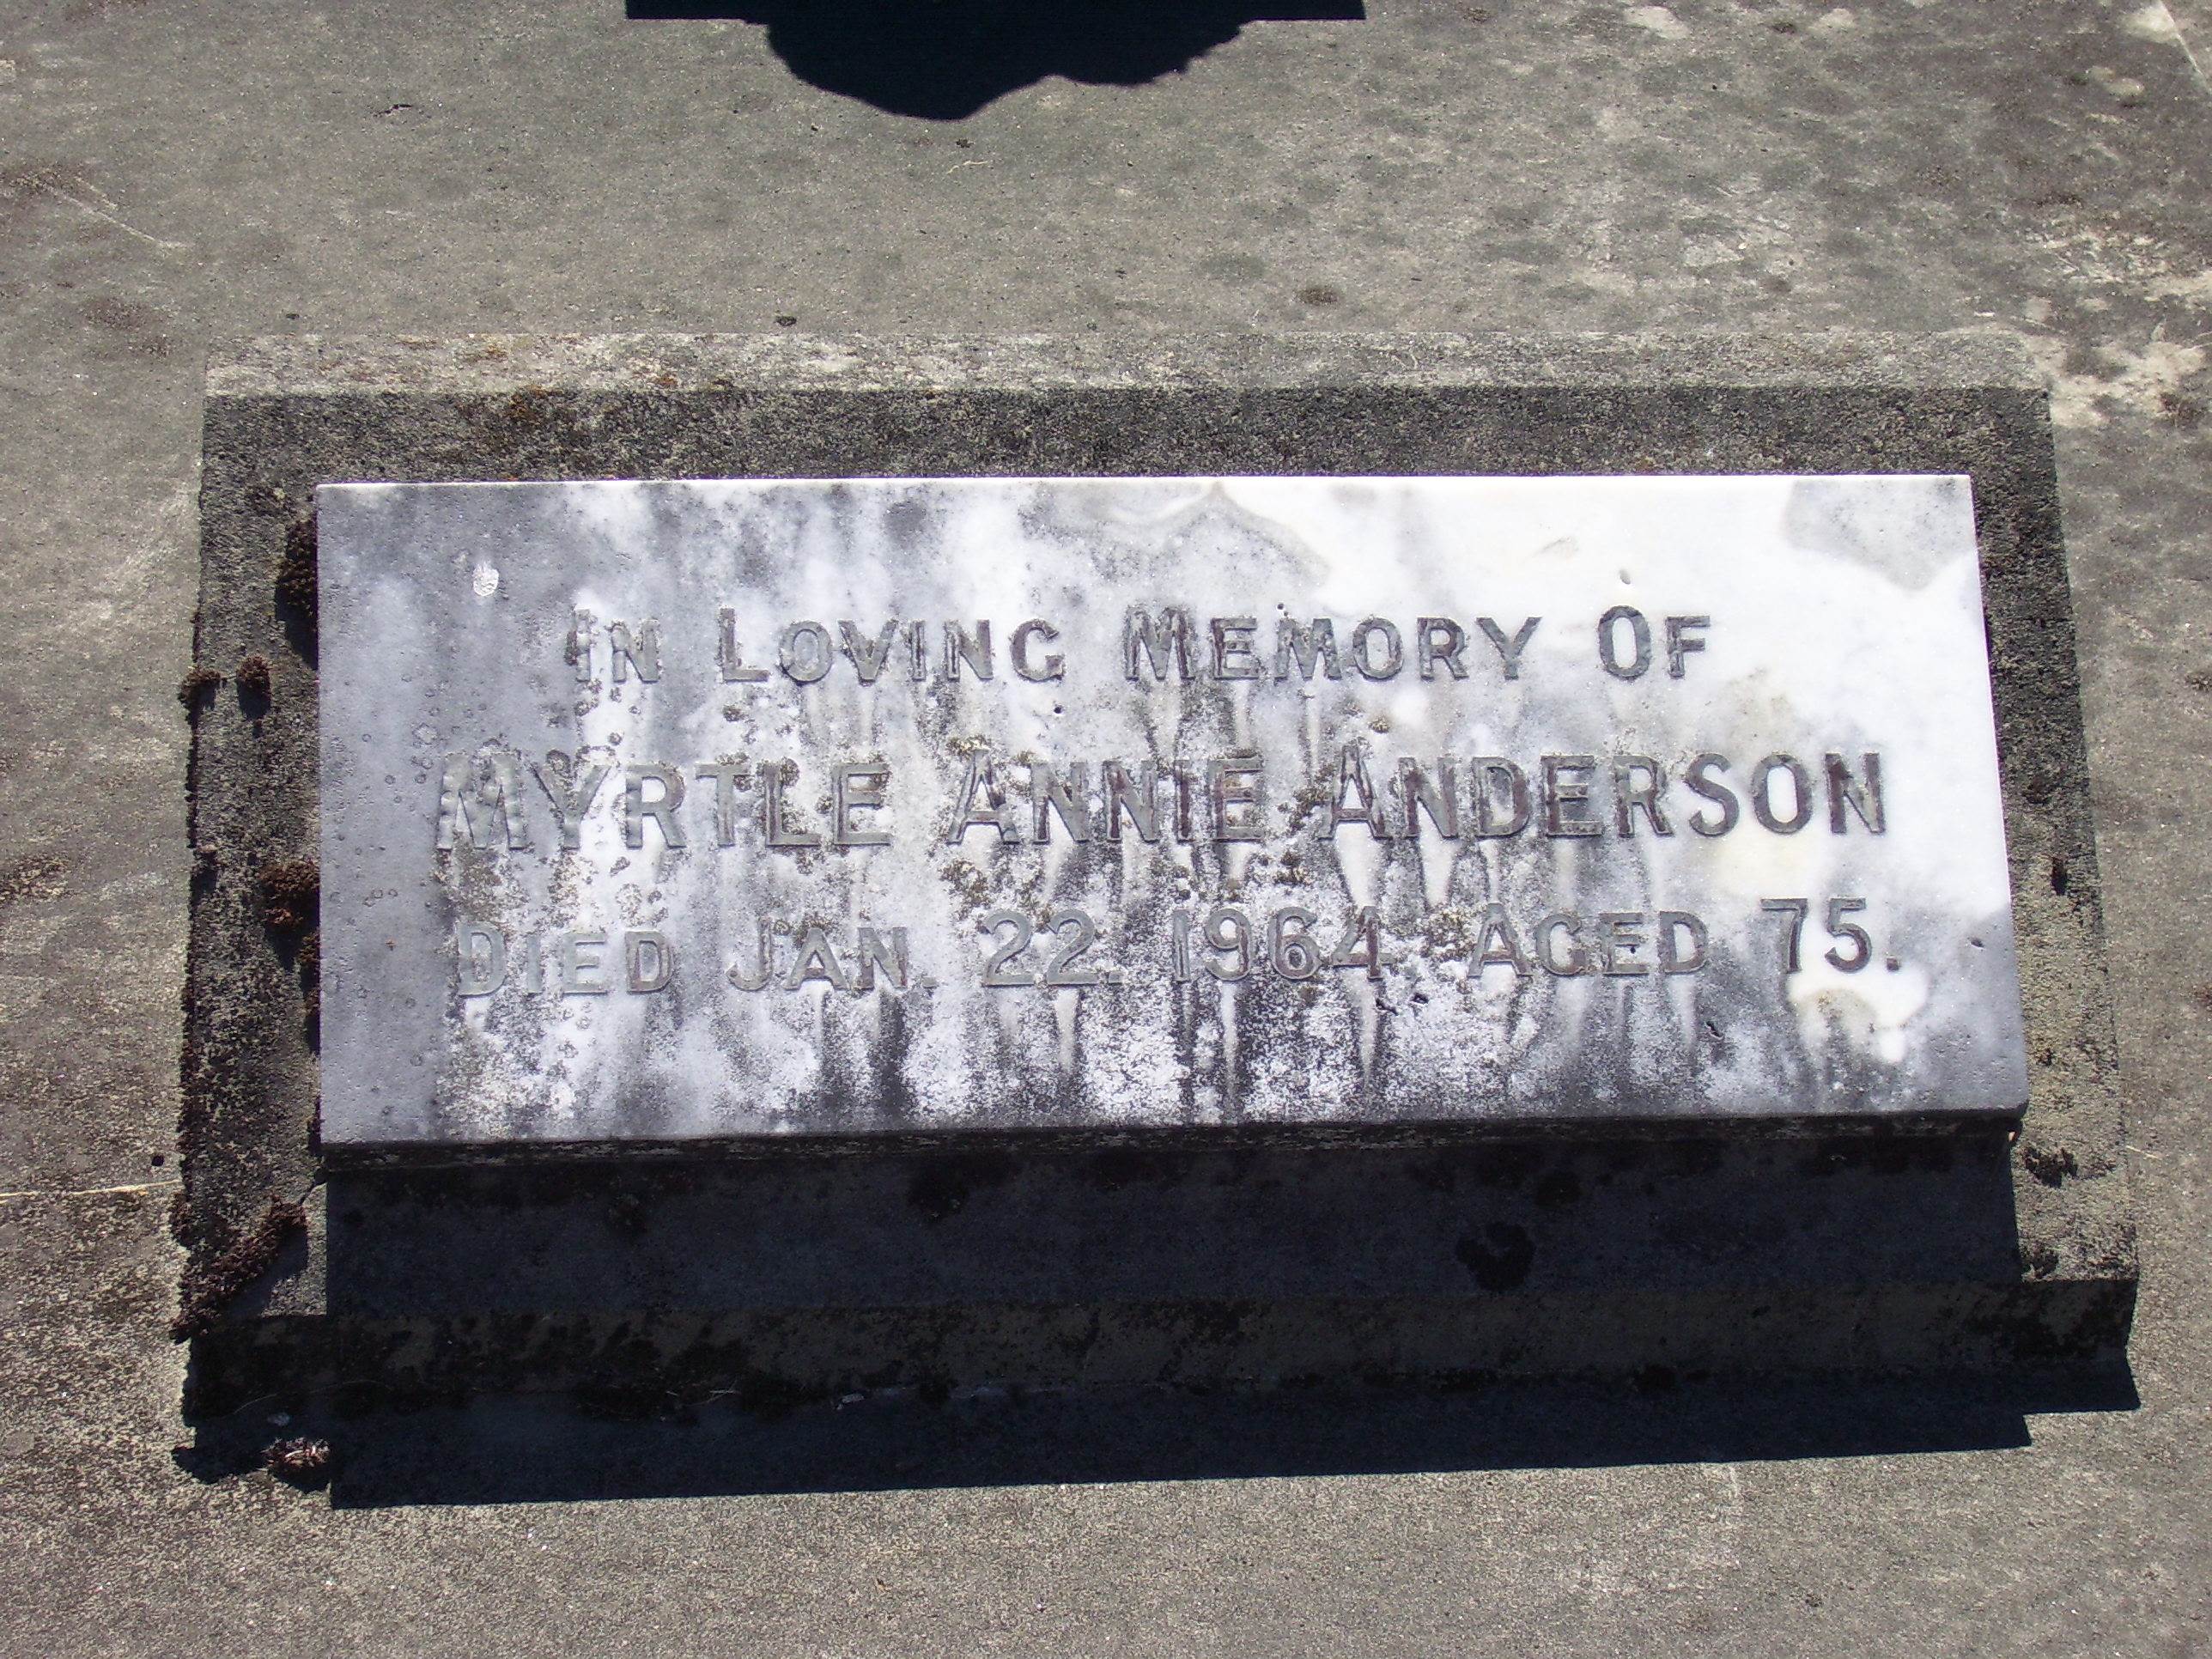 In Loving Memory Of
Myrtle Annie Anderson
Died Jan. 22. 1964 Aged 75.